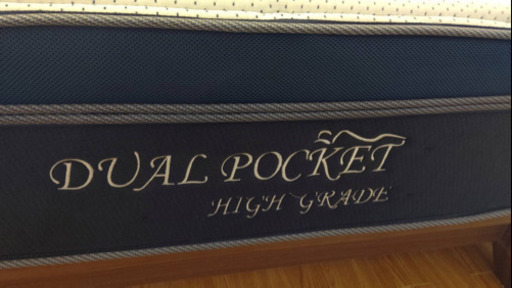 DUAL POCKET
HIGH GRADE